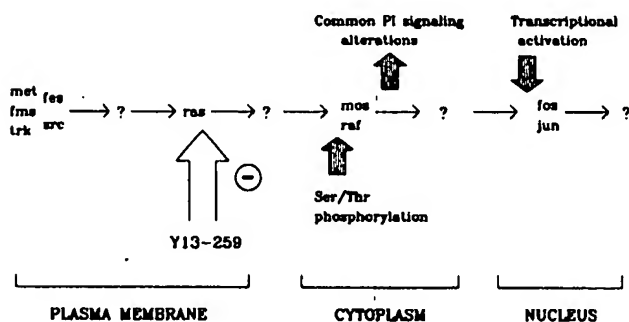 Common PI signaling
alterations
Transcriptional
activation
met fes
fms → ? → ras → ? → mos → ? → fos → ?
trk src raf jun
⊖
Ser/Thr
phosphorylation
Y13-259
PLASMA MEMBRANE CYTOPLASM NUCLEUS